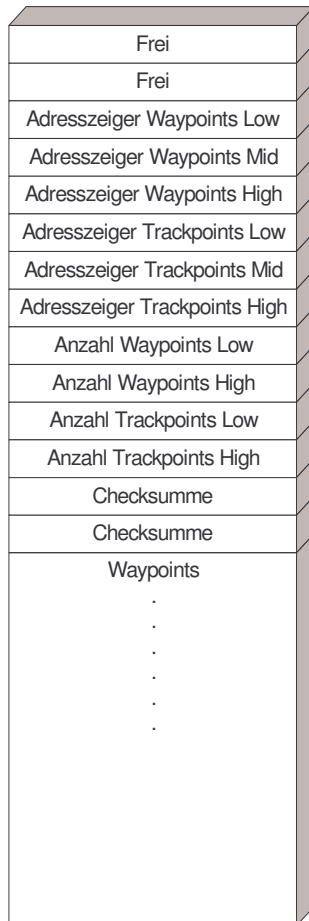 Frei
Frei
Adresszeiger Waypoints Low
Adresszeiger Waypoints Mid
Adresszeiger Waypoints High
Adresszeiger Trackpoints Low
Adresszeiger Trackpoints Mid
Adresszeiger Trackpoints High
Anzahl Waypoints Low
Anzahl Waypoints High
Anzahl Trackpoints Low
Anzahl Trackpoints High
Checksumme
Checksumme
Waypoints
.
.
.
.
.
.